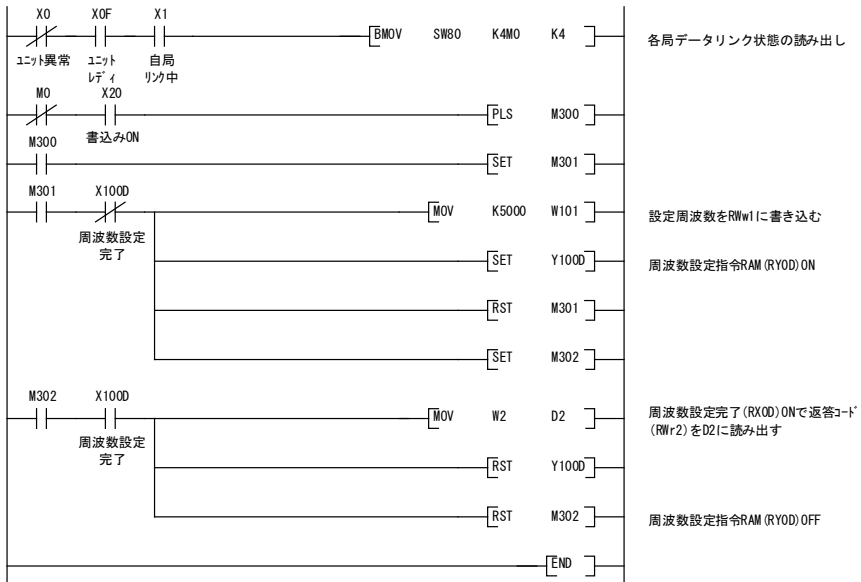 X0 X0F X1
BMOV SW80 K4M0 K4 各局データリンク状態の読み出し
ﾕﾆｯﾄ異常 ﾕﾆｯﾄ 自局
ﾚﾃﾞｨ ﾘﾝｸ中
M0 X20
PLS M300
書込みON
M300
SET M301
M301 X100D
MOV K5000 W101 設定周波数をRWw1に書き込む
周波数設定
完了
SET Y100D 周波数設定指令RAM(RY0D)ON
RST M301
SET M302
M302 X100D
MOV W2 D2 周波数設定完了(RX0D)ONで返答ｺｰﾄﾞ
(RWr2)をD2に読み出す
周波数設定
完了
RST Y100D
RST M302 周波数設定指令RAM(RY0D)OFF
END